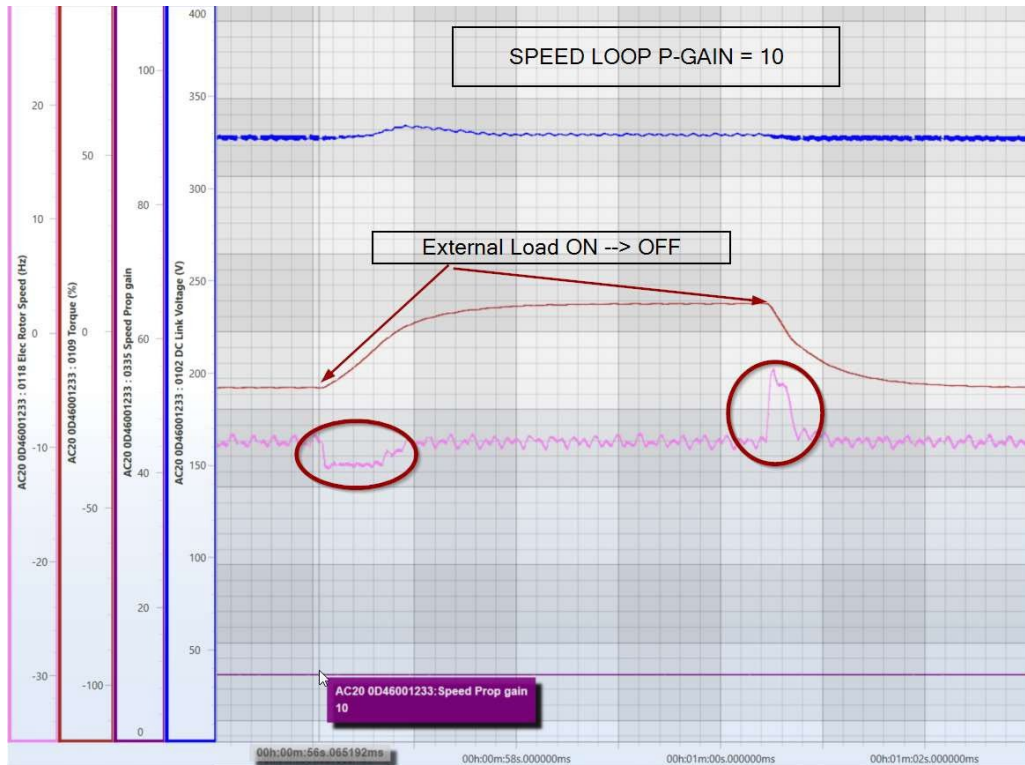 SPEED LOOP P-GAIN = 10
External Load ON --> OFF
AC20 0D46001233 : 0118 Elec Rotor Speed (Hz)
20
10
0
-10
-20
-30
AC20 0D46001233 : 0109 Torque (%)
50
0
-50
-100
AC20 0D46001233 : 0335 Speed Prop gain
100
80
60
40
20
0
AC20 0D46001233 : 0102 DC Link Voltage (V)
400
350
300
250
200
150
100
50
AC20 0D46001233:Speed Prop gain
10
00h:00m:56s.065192ms
00h:00m:58s.000000ms
00h:01m:00s.000000ms
00h:01m:02s.000000ms